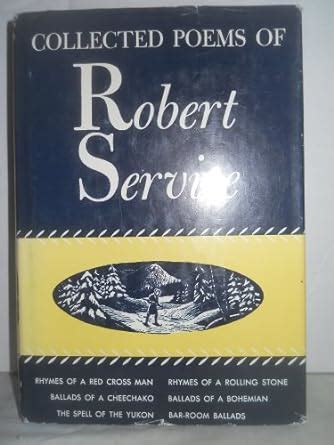 COLLECTED POEMS OF
Robert
Service
RHYMES OF A RED CROSS MAN RHYMES OF A ROLLING STONE
BALLADS OF A CHEECHAKO BALLADS OF A BOHEMIAN
THE SPELL OF THE YUKON BAR-ROOM BALLADS